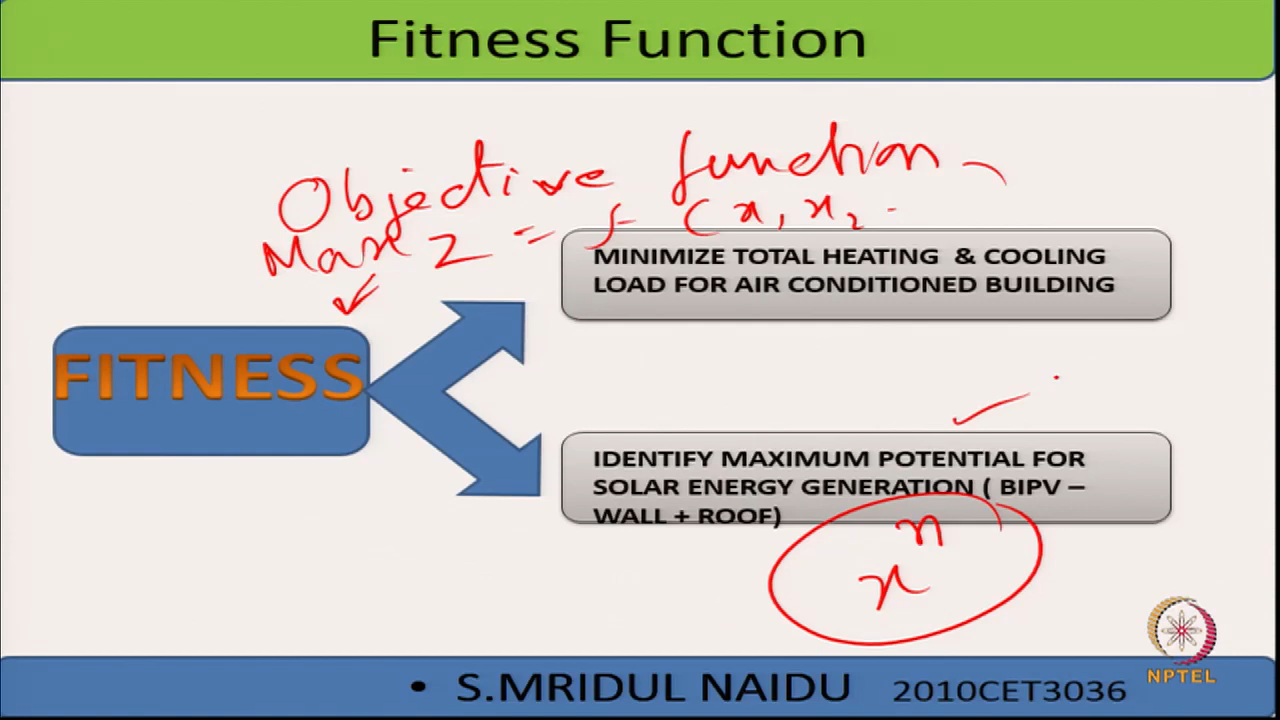 Fitness Function
Objective function
Max Z = f (x, x2
MINIMIZE TOTAL HEATING & COOLING
LOAD FOR AIR CONDITIONED BUILDING
FITNESS
IDENTIFY MAXIMUM POTENTIAL FOR
SOLAR ENERGY GENERATION ( BIPV –
WALL + ROOF)
x^n
• S.MRIDUL NAIDU 2010CET3036
NPTEL